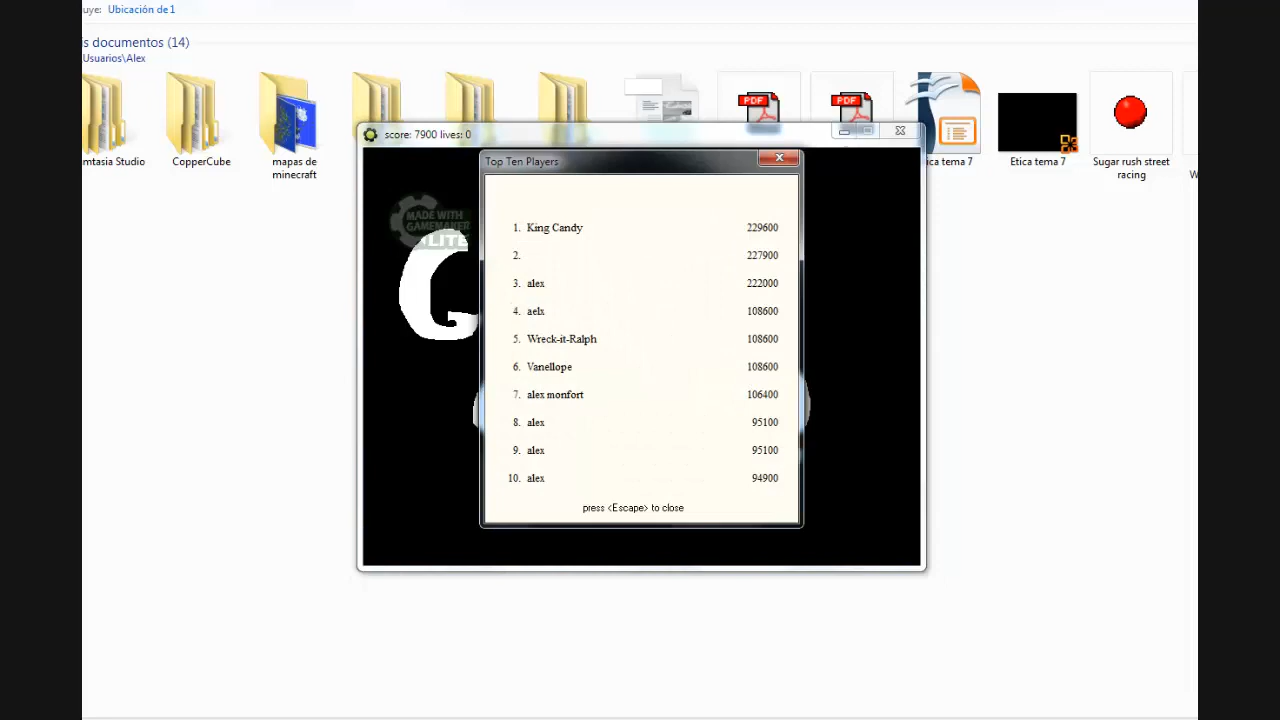 uye: Ubicación de 1
s documentos (14)
Usuarios\Alex
mtasia Studio
CopperCube
mapas de
minecraft
PDF
PDF
ica tema 7
Etica tema 7
Sugar rush street
racing
W
score: 7900 lives: 0
Top Ten Players
MADE WITH
GAMEMAKER
LITE
G
1. King Candy 229600
2. 227900
3. alex 222000
4. aelx 108600
5. Wreck-it-Ralph 108600
6. Vanellope 108600
7. alex monfort 106400
8. alex 95100
9. alex 95100
10. alex 94900
press <Escape> to close